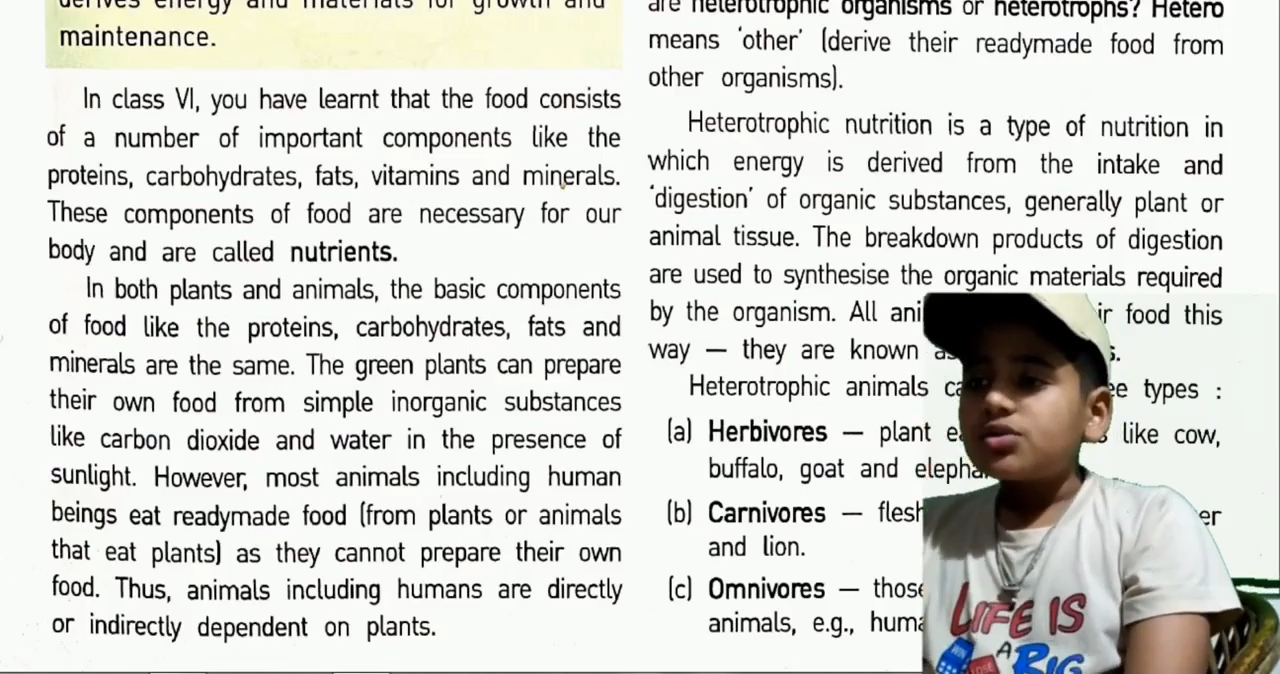 derives energy and materials for growth and
maintenance.
In class VI, you have learnt that the food consists
of a number of important components like the
proteins, carbohydrates, fats, vitamins and minerals.
These components of food are necessary for our
body and are called nutrients.
In both plants and animals, the basic components
of food like the proteins, carbohydrates, fats and
minerals are the same. The green plants can prepare
their own food from simple inorganic substances
like carbon dioxide and water in the presence of
sunlight. However, most animals including human
beings eat readymade food (from plants or animals
that eat plants) as they cannot prepare their own
food. Thus, animals including humans are directly
or indirectly dependent on plants.
are heterotrophic organisms or heterotrophs? Hetero
means ‘other’ (derive their readymade food from
other organisms).
Heterotrophic nutrition is a type of nutrition in
which energy is derived from the intake and
‘digestion’ of organic substances, generally plant or
animal tissue. The breakdown products of digestion
are used to synthesise the organic materials required
by the organism. All food this
way — they are known
Heterotrophic animals types :
(a) Herbivores — plant like cow,
buffalo, goat and
(b) Carnivores —
and lion.
(c) Omnivores — those
animals, e.g.,
LIFE IS
A
BIG
WIN
LOSE